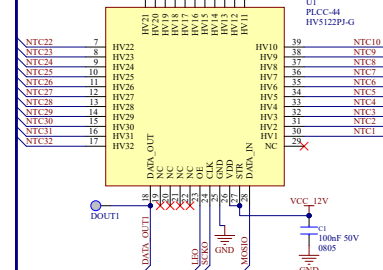 U1
PLCC-44
HV5122PJ-G
HV21
HV20
HV19
HV18
HV17
HV16
HV15
HV14
HV13
HV12
HV11
NTC22 7 HV22
NTC23 8 HV23
NTC24 9 HV24
NTC25 10 HV25
NTC26 11 HV26
NTC27 12 HV27
NTC28 13 HV28
NTC29 14 HV29
NTC30 15 HV30
NTC31 16 HV31
NTC32 17 HV32
HV10 39 NTC10
HV9 38 NTC9
HV8 37 NTC8
HV7 36 NTC7
HV6 35 NTC6
HV5 34 NTC5
HV4 33 NTC4
HV3 32 NTC3
HV2 31 NTC2
HV1 30 NTC1
NC 29
DATA_OUT 18
NC 19
NC 20
NC 21
NC 22
OE 23
CLK 24
GND 25
VDD 26
STR 27
DATA_IN 28
DOUT1
DATA_OUT1
LEO
SCKO
GND
MOSIO
VCC_12V
C1
100nF 50V
0805
GND